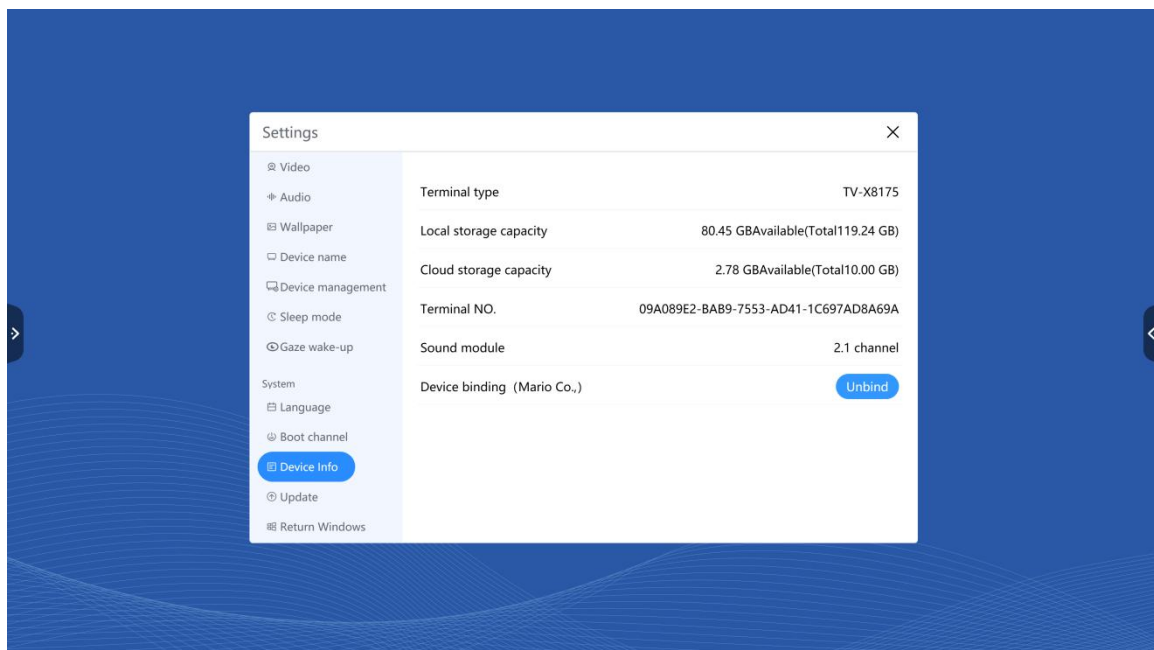 Settings
Video
Audio
Wallpaper
Device name
Device management
Sleep mode
Gaze wake-up
System
Language
Boot channel
Device Info
Update
Return Windows
Terminal type TV-X8175
Local storage capacity 80.45 GBAvailable(Total119.24 GB)
Cloud storage capacity 2.78 GBAvailable(Total10.00 GB)
Terminal NO. 09A089E2-BAB9-7553-AD41-1C697AD8A69A
Sound module 2.1 channel
Device binding（Mario Co.,） Unbind